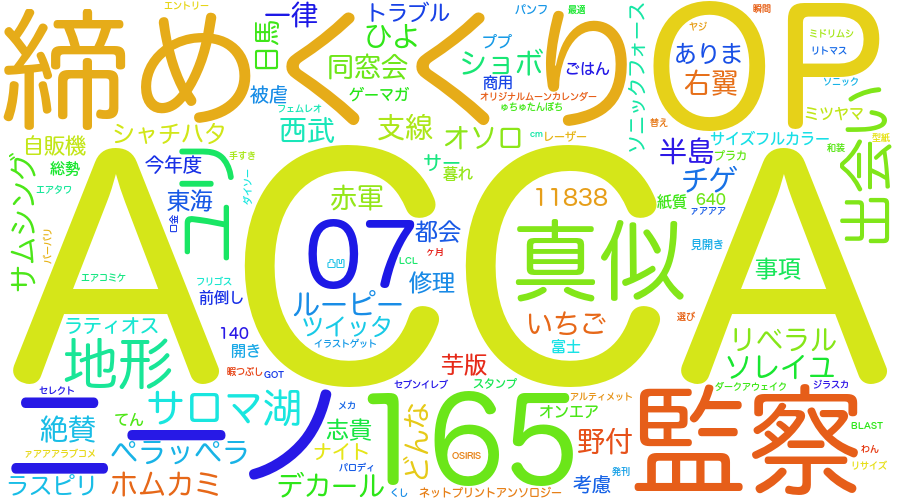 エントリー
一律
トラブル
パンフ
最適
瞬間
締めくくり
OP
日馬
ひよ
ププ
ヤジ
ミドリムシ
ショボ
ありま
リトマス
同窓会
ごはん
右翼
商用
ソニック
被虐
ゲーマガ
オリジナルムーンカレンダー
ソニックフォース
フェムレオ
ゅちゅたんぽち
ミツヤマ
シャチハタ
西武
支線
オソロ
cm
レーザー
替え
サイズフルカラー
型紙
自販機
半島
ブラカ
和装
出会い
サムシング
総勢
今年度
手すき
サー
暮れ
チゲ
エアタワ
ユリ
ダイソー
赤軍
11838
紙質
640
東海
ァアアア
ACCA
口金
07
都会
真似
バーバリ
ヶ月
見開き
凸凹
LCL
エアコミケ
フリゴス
修理
事項
前倒し
ルーピー
ラティオス
ツイッタ
いちご
選び
140
リベラル
地形
開き
イラストゲット
富士
芋版
ソレイユ
暇つぶし
GOT
セレクト
セブンイレブ
スタンプ
ダークアウェイク
ジラスカ
ニーノ
サロマ湖
メカ
165
アルティメット
監察
てん
どんな
オンエア
絶賛
志貴
BLAST
ペラッペラ
ナイト
野付
わん
ァアアアラブコメ
OSIRIS
パロディ
リサイズ
ラスピリ
ホムカミ
デカール
考慮
発刊
くし
ネットプリントアンソロジー